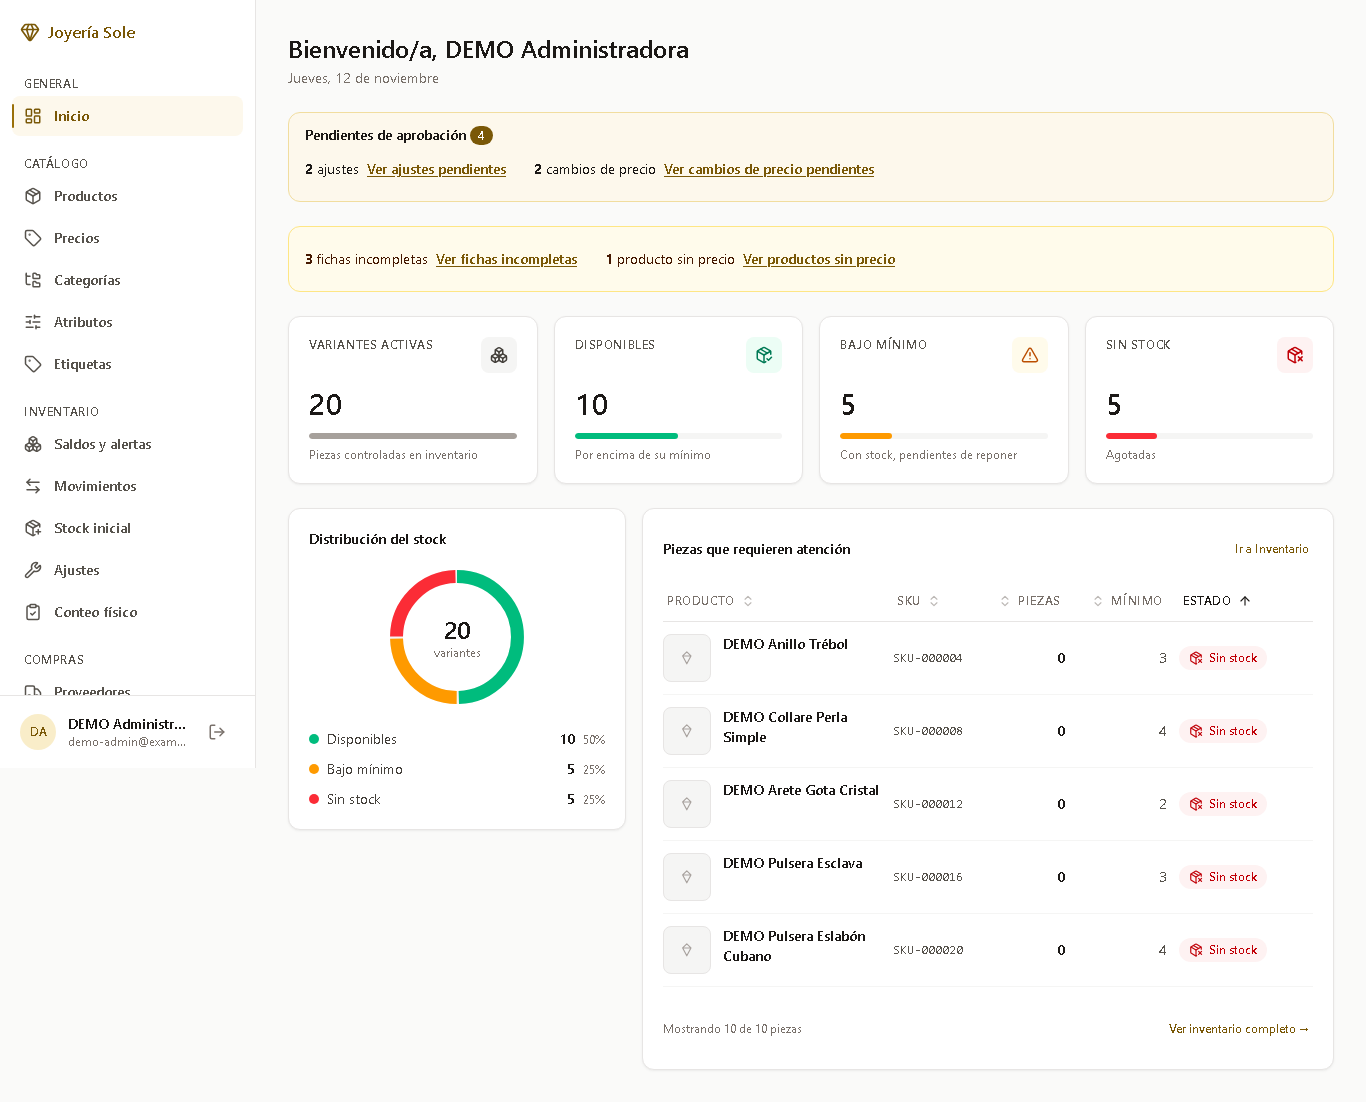 Joyería Sole
GENERAL
Inicio
CATÁLOGO
Productos
Precios
Categorías
Atributos
Etiquetas
INVENTARIO
Saldos y alertas
Movimientos
Stock inicial
Ajustes
Conteo físico
COMPRAS
Proveedores
DA
DEMO Administr...
demo-admin@exam...
Bienvenido/a, DEMO Administradora
Jueves, 12 de noviembre
Pendientes de aprobación 4
2 ajustes Ver ajustes pendientes 2 cambios de precio Ver cambios de precio pendientes
3 fichas incompletas Ver fichas incompletas 1 producto sin precio Ver productos sin precio
VARIANTES ACTIVAS
20
Piezas controladas en inventario
DISPONIBLES
10
Por encima de su mínimo
BAJO MÍNIMO
5
Con stock, pendientes de reponer
SIN STOCK
5
Agotadas
Distribución del stock
20
variantes
Disponibles 10 50%
Bajo mínimo 5 25%
Sin stock 5 25%
Piezas que requieren atención Ir a Inventario
PRODUCTO SKU PIEZAS MÍNIMO ESTADO
DEMO Anillo Trébol SKU-000004 0 3 Sin stock
DEMO Collare Perla
Simple SKU-000008 0 4 Sin stock
DEMO Arete Gota Cristal SKU-000012 0 2 Sin stock
DEMO Pulsera Esclava SKU-000016 0 3 Sin stock
DEMO Pulsera Eslabón
Cubano SKU-000020 0 4 Sin stock
Mostrando 10 de 10 piezas Ver inventario completo →